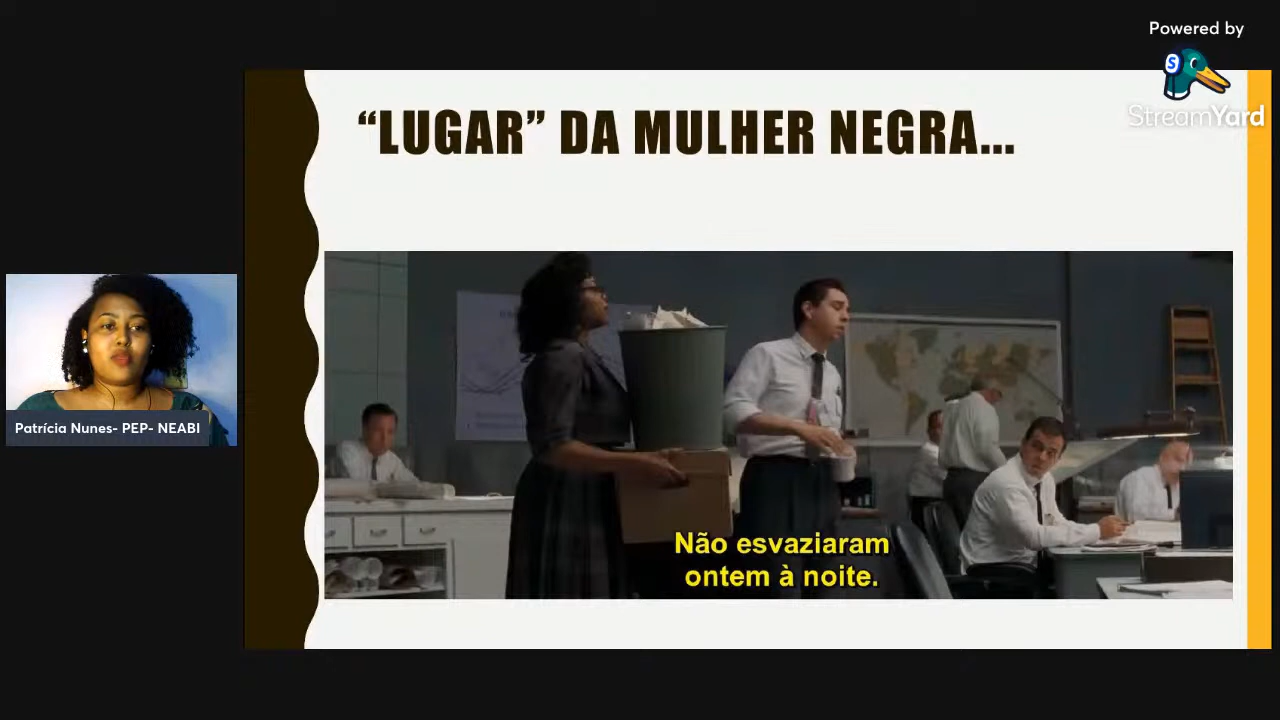 Powered by
StreamYard
“LUGAR” DA MULHER NEGRA...
Patrícia Nunes- PEP- NEABI
Não esvaziaram
ontem à noite.